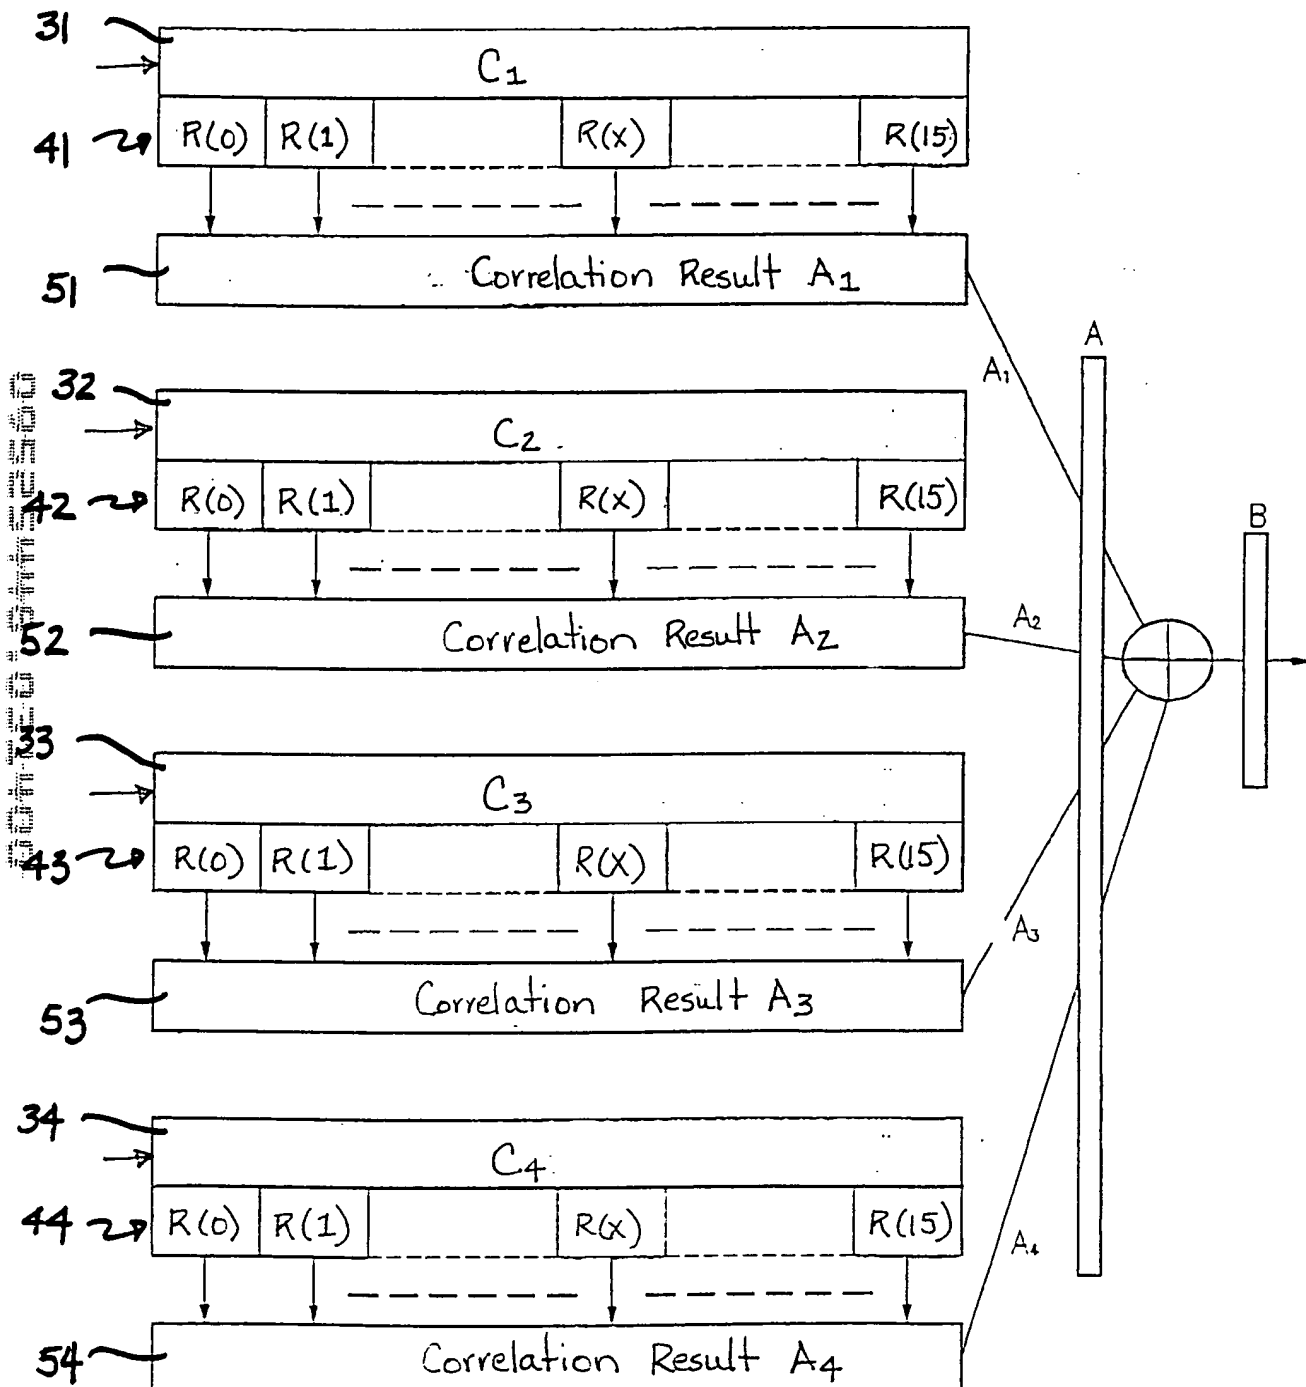 31
C1
41
R(0) R(1) R(x) R(15)
51
Correlation Result A1
A1
A
32
C2
42
R(0) R(1) R(x) R(15)
B
52
Correlation Result A2
A2
33
C3
43
R(0) R(1) R(x) R(15)
A3
53
Correlation Result A3
34
C4
44
R(0) R(1) R(x) R(15)
A4
54
Correlation Result A4